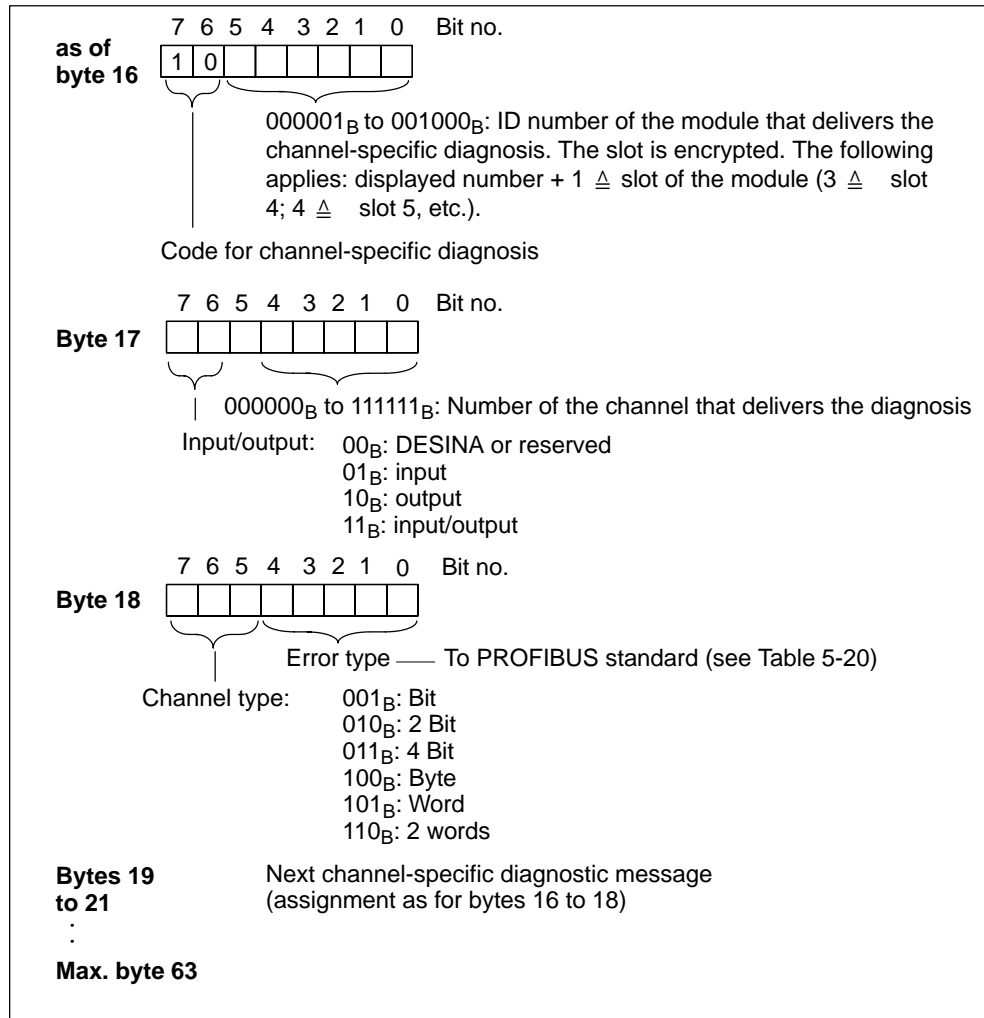 7 6 5 4 3 2 1 0 Bit no.
as of
byte 16
1 0
000001B to 001000B: ID number of the module that delivers the
channel-specific diagnosis. The slot is encrypted. The following
applies: displayed number + 1 ≙ slot of the module (3 ≙ slot
4; 4 ≙ slot 5, etc.).
Code for channel-specific diagnosis
7 6 5 4 3 2 1 0 Bit no.
Byte 17
000000B to 111111B: Number of the channel that delivers the diagnosis
Input/output: 00B: DESINA or reserved
01B: input
10B: output
11B: input/output
7 6 5 4 3 2 1 0 Bit no.
Byte 18
Error type To PROFIBUS standard (see Table 5-20)
Channel type: 001B: Bit
010B: 2 Bit
011B: 4 Bit
100B: Byte
101B: Word
110B: 2 words
Bytes 19 Next channel-specific diagnostic message
to 21 (assignment as for bytes 16 to 18)
:
Max. byte 63